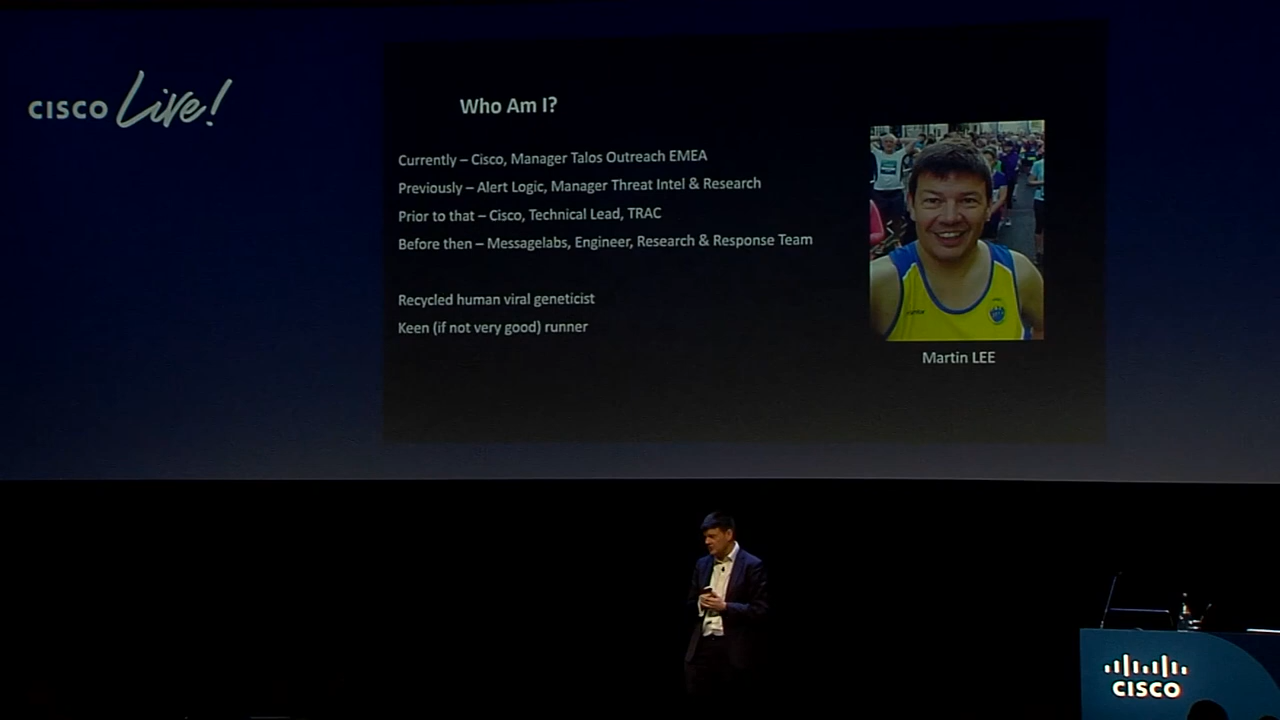 CISCO Live!
Who Am I?
Currently – Cisco, Manager Talos Outreach EMEA
Previously – Alert Logic, Manager Threat Intel & Research
Prior to that – Cisco, Technical Lead, TRAC
Before then – Messagelabs, Engineer, Research & Response Team
Recycled human viral geneticist
Keen (if not very good) runner
Martin LEE
CISCO